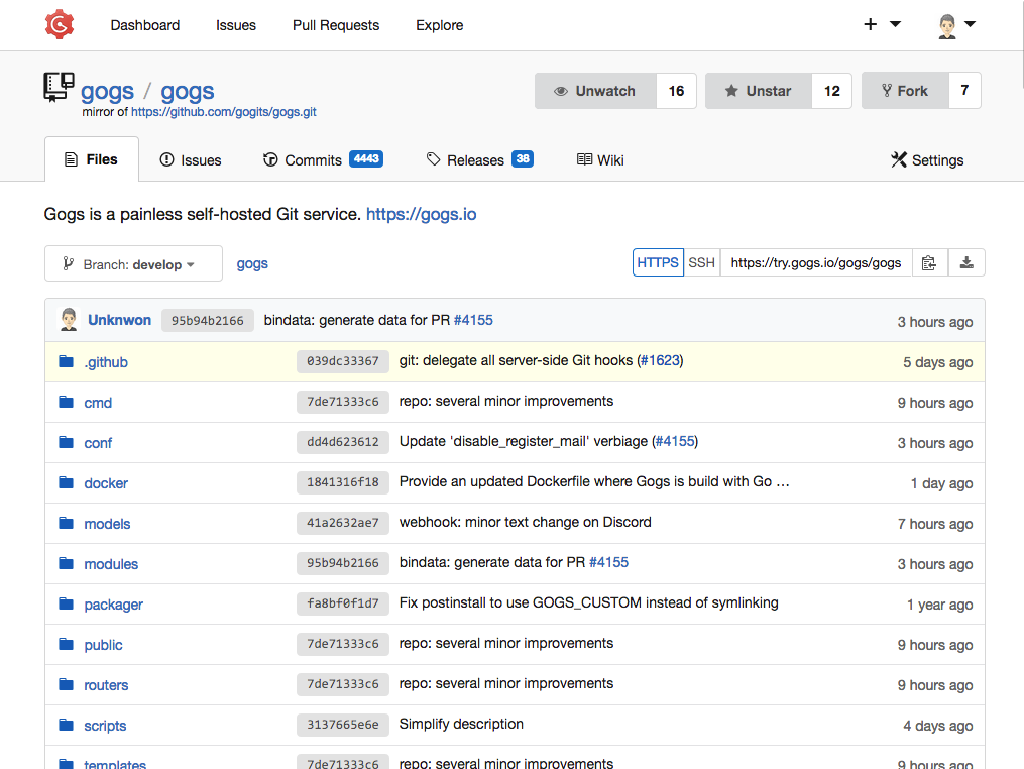 Dashboard Issues Pull Requests Explore
gogs / gogs
Unwatch 16 Unstar 12 Fork 7
mirror of https://github.com/gogits/gogs.git
Files Issues Commits 4443 Releases 38 Wiki Settings
Gogs is a painless self-hosted Git service. https://gogs.io
Branch: develop gogs HTTPS SSH https://try.gogs.io/gogs/gogs
Unknwon 95b94b2166 bindata: generate data for PR #4155 3 hours ago
.github 039dc33367 git: delegate all server-side Git hooks (#1623) 5 days ago
cmd 7de71333c6 repo: several minor improvements 9 hours ago
conf dd4d623612 Update 'disable_register_mail' verbiage (#4155) 3 hours ago
docker 1841316f18 Provide an updated Dockerfile where Gogs is build with Go ... 1 day ago
models 41a2632ae7 webhook: minor text change on Discord 7 hours ago
modules 95b94b2166 bindata: generate data for PR #4155 3 hours ago
packager fa8bf0f1d7 Fix postinstall to use GOGS_CUSTOM instead of symlinking 1 year ago
public 7de71333c6 repo: several minor improvements 9 hours ago
routers 7de71333c6 repo: several minor improvements 9 hours ago
scripts 3137665e6e Simplify description 4 days ago
templates 7de71333c6 repo: several minor improvements 9 hours ago